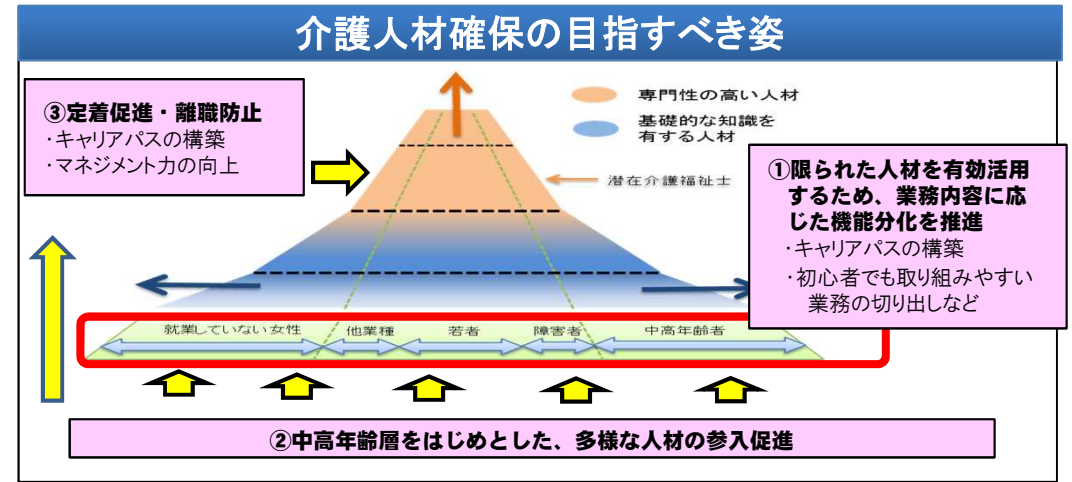 介護人材確保の目指すべき姿
③定着促進・離職防止
・キャリアパスの構築
・マネジメント力の向上
専門性の高い人材
基礎的な知識を
有する人材
潜在介護福祉士
①限られた人材を有効活用
するため、業務内容に応
じた機能分化を推進
・キャリアパスの構築
・初心者でも取り組みやすい
業務の切り出しなど
就業していない女性
他業種
若者
障害者
中高年齢者
②中高年齢層をはじめとした、多様な人材の参入促進